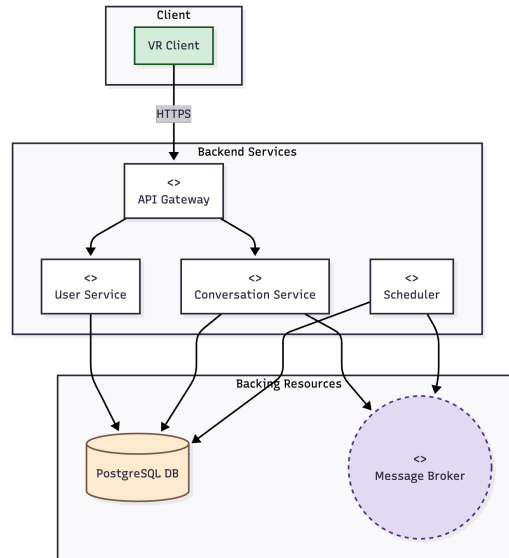 Client
VR Client
HTTPS
Backend Services
<>
API Gateway
<>
User Service
<>
Conversation Service
<>
Scheduler
Backing Resources
PostgreSQL DB
<>
Message Broker